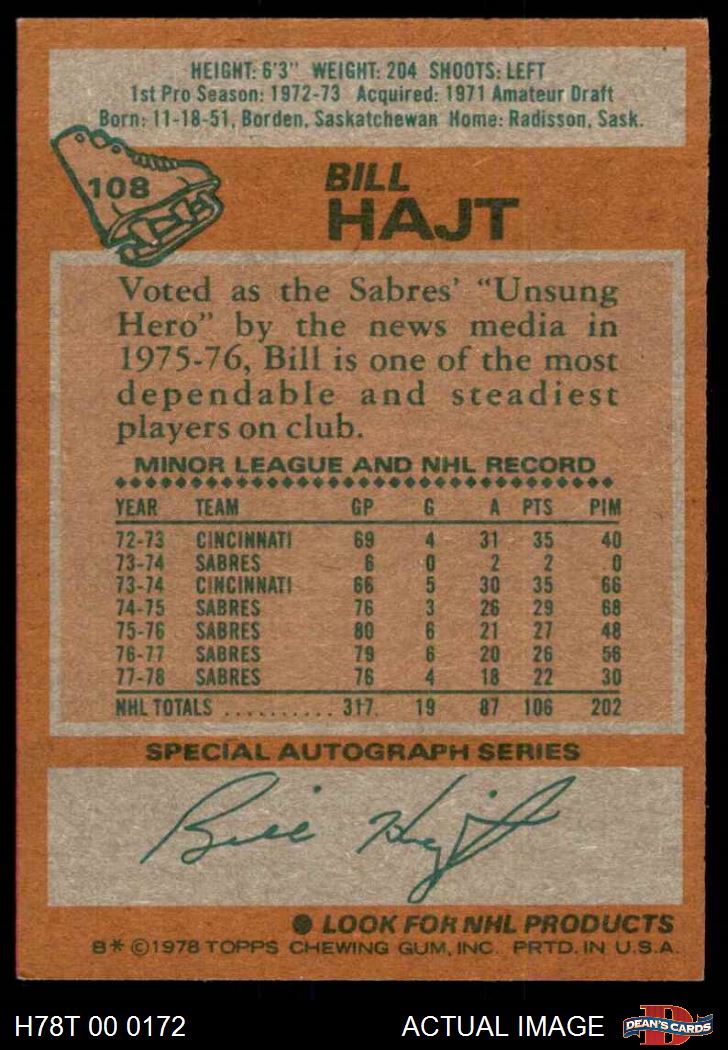 HEIGHT: 6'3" WEIGHT: 204 SHOOTS: LEFT
1st Pro Season: 1972-73 Acquired: 1971 Amateur Draft
Born: 11-18-51, Borden, Saskatchewan Home: Radisson, Sask.
108
BILL
HAJT
Voted as the Sabres' "Unsung
Hero" by the news media in
1975-76, Bill is one of the most
dependable and steadiest
players on club.
MINOR LEAGUE AND NHL RECORD
YEAR TEAM GP G A PTS PIM
72-73 CINCINNATI 69 4 31 35 40
73-74 SABRES 6 0 2 2 0
73-74 CINCINNATI 66 5 30 35 66
74-75 SABRES 76 3 26 29 68
75-76 SABRES 80 6 21 27 48
76-77 SABRES 79 6 20 26 56
77-78 SABRES 76 4 18 22 30
NHL TOTALS .......... 317 19 87 106 202
SPECIAL AUTOGRAPH SERIES
Bill Hajt
LOOK FOR NHL PRODUCTS
B* ©1978 TOPPS CHEWING GUM, INC. PRTD. IN U.S.A.
H78T 00 0172 ACTUAL IMAGE D DEAN'S CARDS